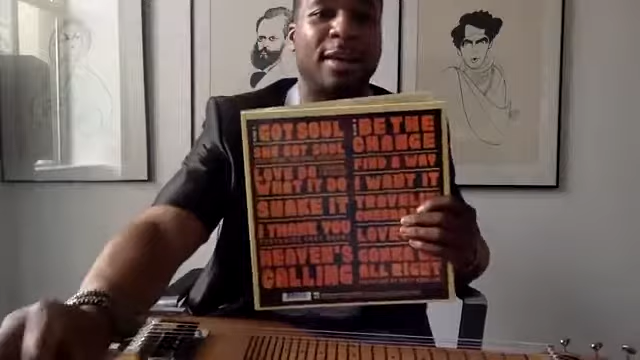 I GOT SOUL
SHE GOT SOUL
LOVE DO
WHAT IT DO
SHAKE IT
I THANK YOU
HEAVEN'S
CALLING
BE THE
CHANGE
FIND A WAY
I WANT IT
LOVE
GONNA BE
ALL RIGHT